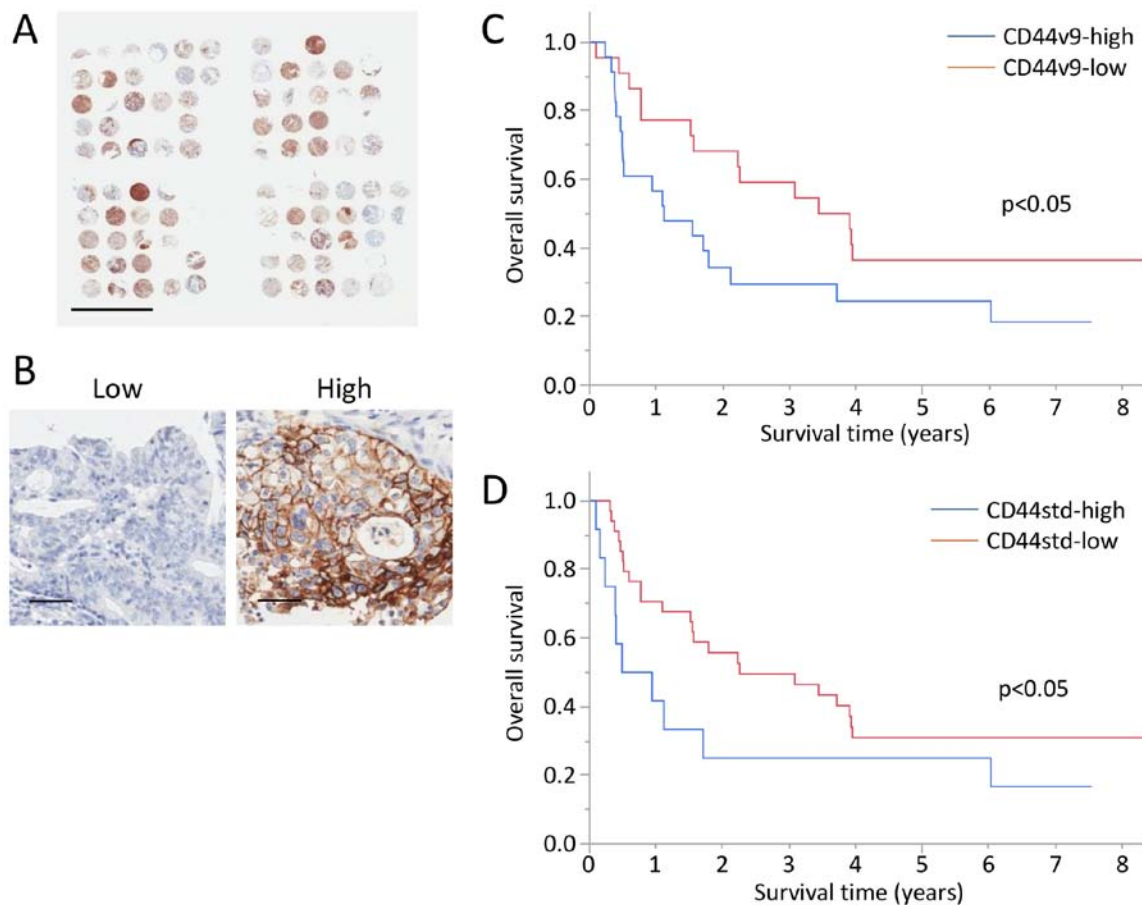 A
B
Low
High
C
CD44v9-high
CD44v9-low
p<0.05
Overall survival
1.0
0.8
0.6
0.4
0.2
0.0
0 1 2 3 4 5 6 7 8
Survival time (years)
D
CD44std-high
CD44std-low
p<0.05
Overall survival
1.0
0.8
0.6
0.4
0.2
0.0
0 1 2 3 4 5 6 7 8
Survival time (years)